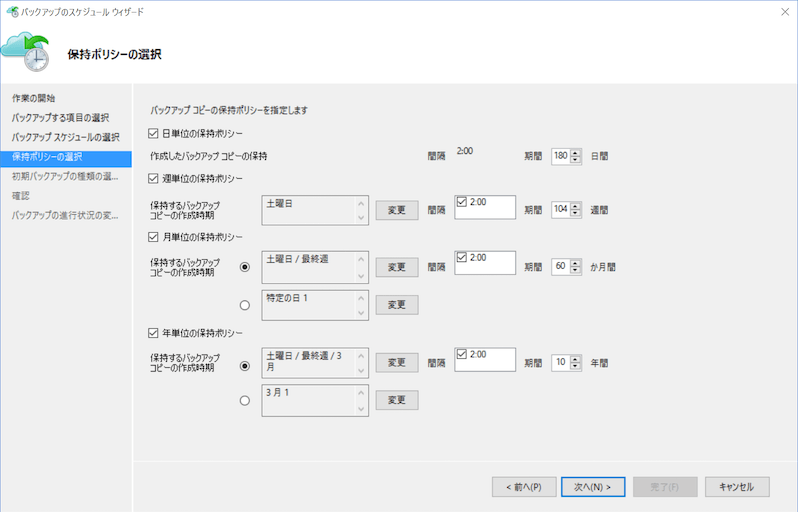 バックアップのスケジュール ウィザード
保持ポリシーの選択
作業の開始
バックアップする項目の選択
バックアップ スケジュールの選択
保持ポリシーの選択
初期バックアップの種類の選...
確認
バックアップの進行状況の変...
バックアップ コピーの保持ポリシーを指定します
日単位の保持ポリシー
作成したバックアップ コピーの保持 間隔 2:00 期間 180 日間
週単位の保持ポリシー
保持するバックアップ
コピーの作成時期
土曜日 変更 間隔 2:00 期間 104 週間
月単位の保持ポリシー
保持するバックアップ
コピーの作成時期
土曜日 / 最終週 変更 間隔 2:00 期間 60 か月間
特定の日 1 変更
年単位の保持ポリシー
保持するバックアップ
コピーの作成時期
土曜日 / 最終週 / 3
月
変更 間隔 2:00 期間 10 年間
3 月 1 変更
< 前へ(P) 次へ(N) > 完了(F) キャンセル